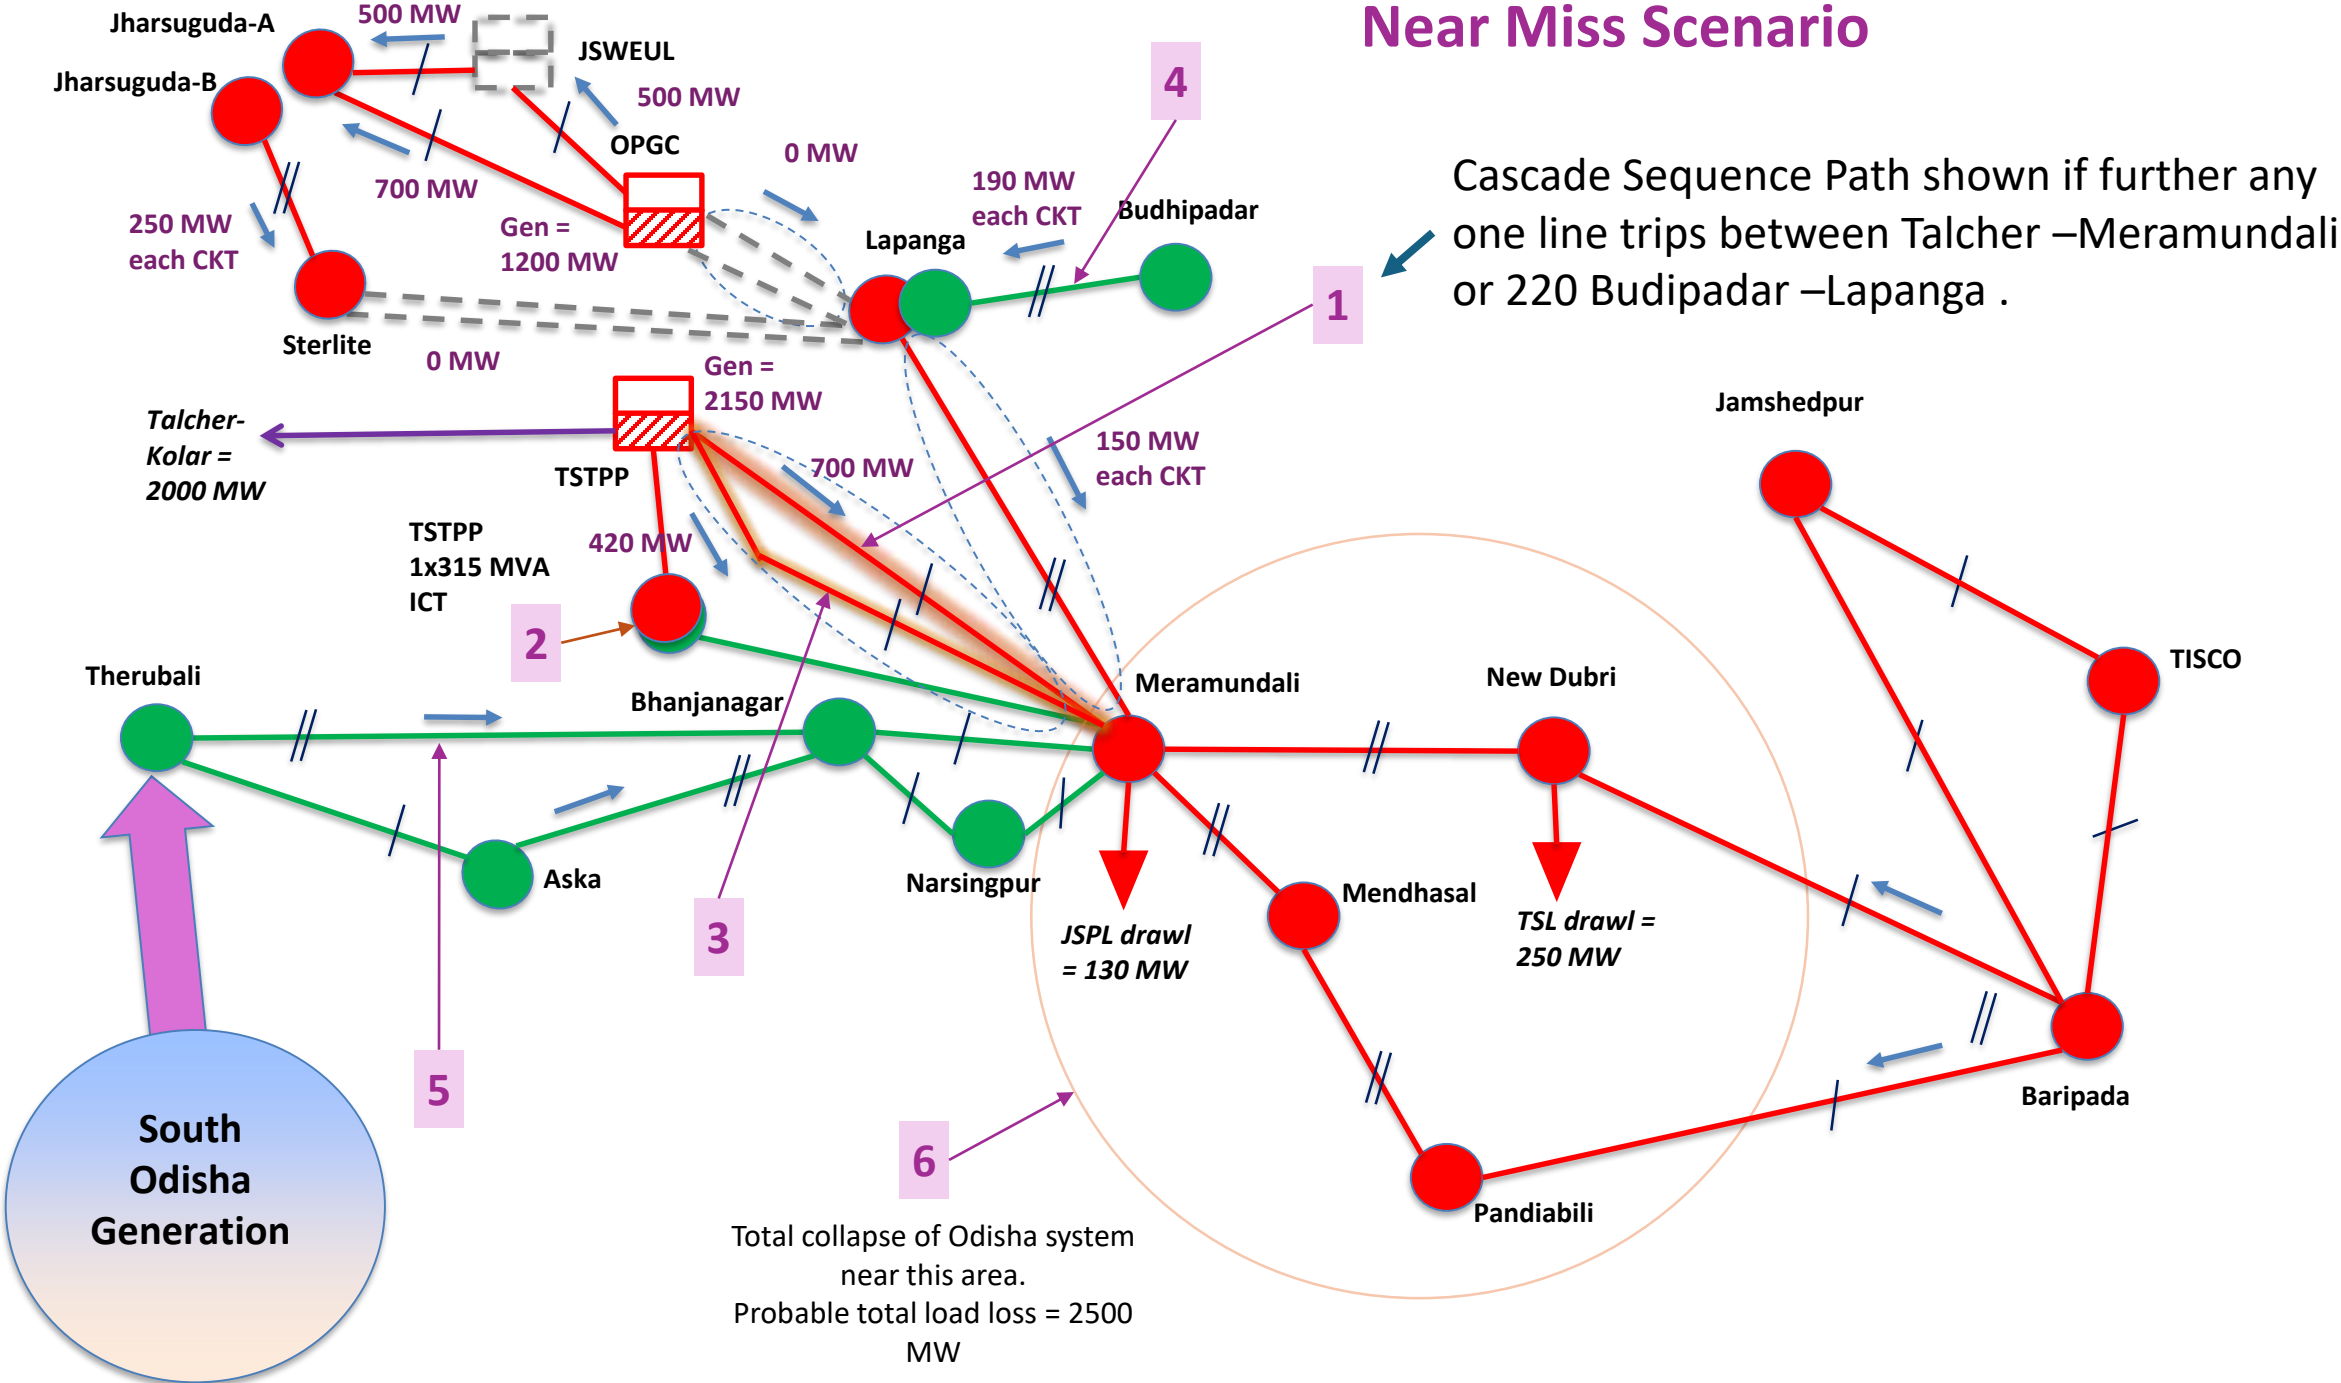 Near Miss Scenario
Jharsuguda-A
500 MW
JSWEUL
Jharsuguda-B
500 MW
4
OPGC
0 MW
700 MW
190 MW
each CKT
Budhipadar
Cascade Sequence Path shown if further any
one line trips between Talcher –Meramundali
or 220 Budipadar –Lapanga .
250 MW
each CKT
Gen =
1200 MW
Lapanga
1
Sterlite
0 MW
Gen =
2150 MW
Talcher-
Kolar =
2000 MW
TSTPP
700 MW
150 MW
each CKT
Jamshedpur
TSTPP
1x315 MVA
ICT
420 MW
2
Therubali
Bhanjanagar
Meramundali
New Dubri
TISCO
Aska
Narsingpur
Mendhasal
3
JSPL drawl
= 130 MW
TSL drawl =
250 MW
5
Baripada
South
Odisha
Generation
6
Pandiabili
Total collapse of Odisha system
near this area.
Probable total load loss = 2500
MW